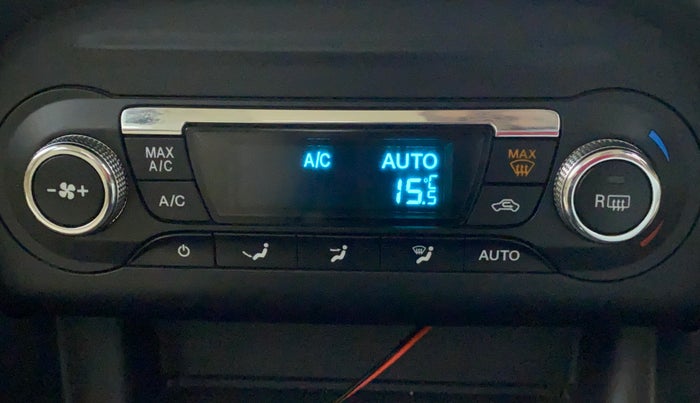 MAX
A/C
A/C
A/C AUTO
15.5°C
MAX
R
- +
AUTO